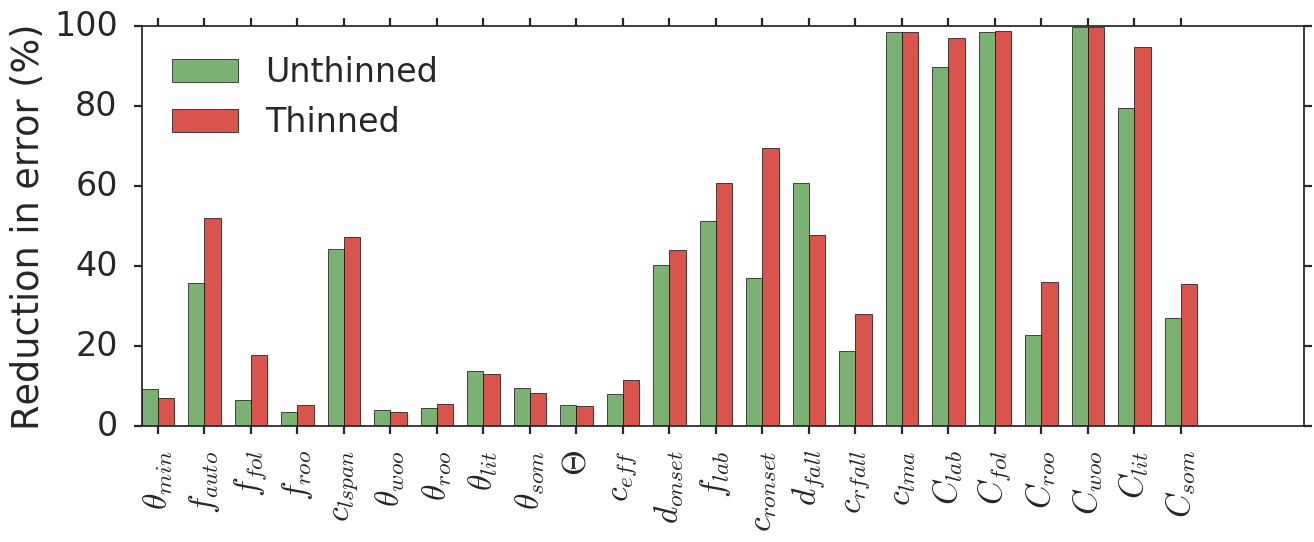 Reduction in error (%)
100
80
60
40
20
0
Unthinned
Thinned
θ_min
f_auto
f_fol
f_roo
c_lspan
θ_woo
θ_roo
θ_lit
θ_som
Θ
c_eff
d_onset
f_lab
c_ronset
d_fall
c_rfall
c_lma
C_lab
C_fol
C_roo
C_woo
C_lit
C_som